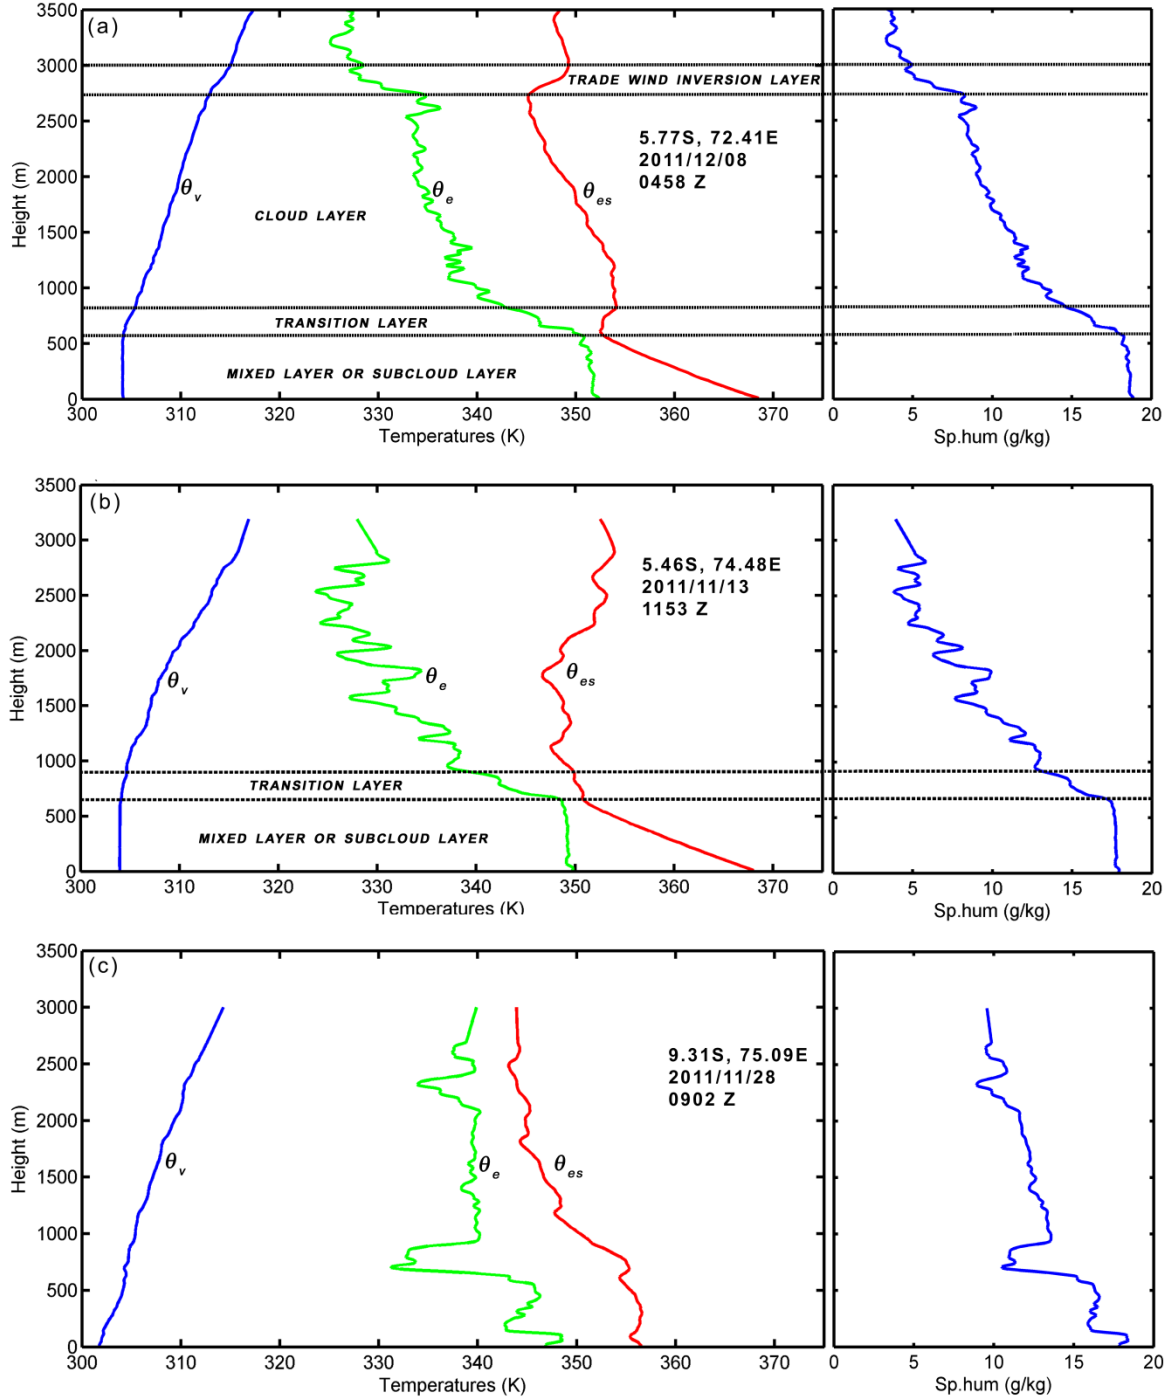 (a)
3500
3000
2500
2000
1500
1000
500
0
Height (m)
TRADE WIND INVERSION LAYER
5.77S, 72.41E
2011/12/08
0458 Z
θv
θe
θes
CLOUD LAYER
TRANSITION LAYER
MIXED LAYER OR SUBCLOUD LAYER
300 310 320 330 340 350 360 370
Temperatures (K)
0 5 10 15 20
Sp.hum (g/kg)
(b)
3500
3000
2500
2000
1500
1000
500
0
Height (m)
5.46S, 74.48E
2011/11/13
1153 Z
θv
θe
θes
TRANSITION LAYER
MIXED LAYER OR SUBCLOUD LAYER
300 310 320 330 340 350 360 370
Temperatures (K)
0 5 10 15 20
Sp.hum (g/kg)
(c)
3500
3000
2500
2000
1500
1000
500
0
Height (m)
9.31S, 75.09E
2011/11/28
0902 Z
θv
θe
θes
300 310 320 330 340 350 360 370
Temperatures (K)
0 5 10 15 20
Sp.hum (g/kg)